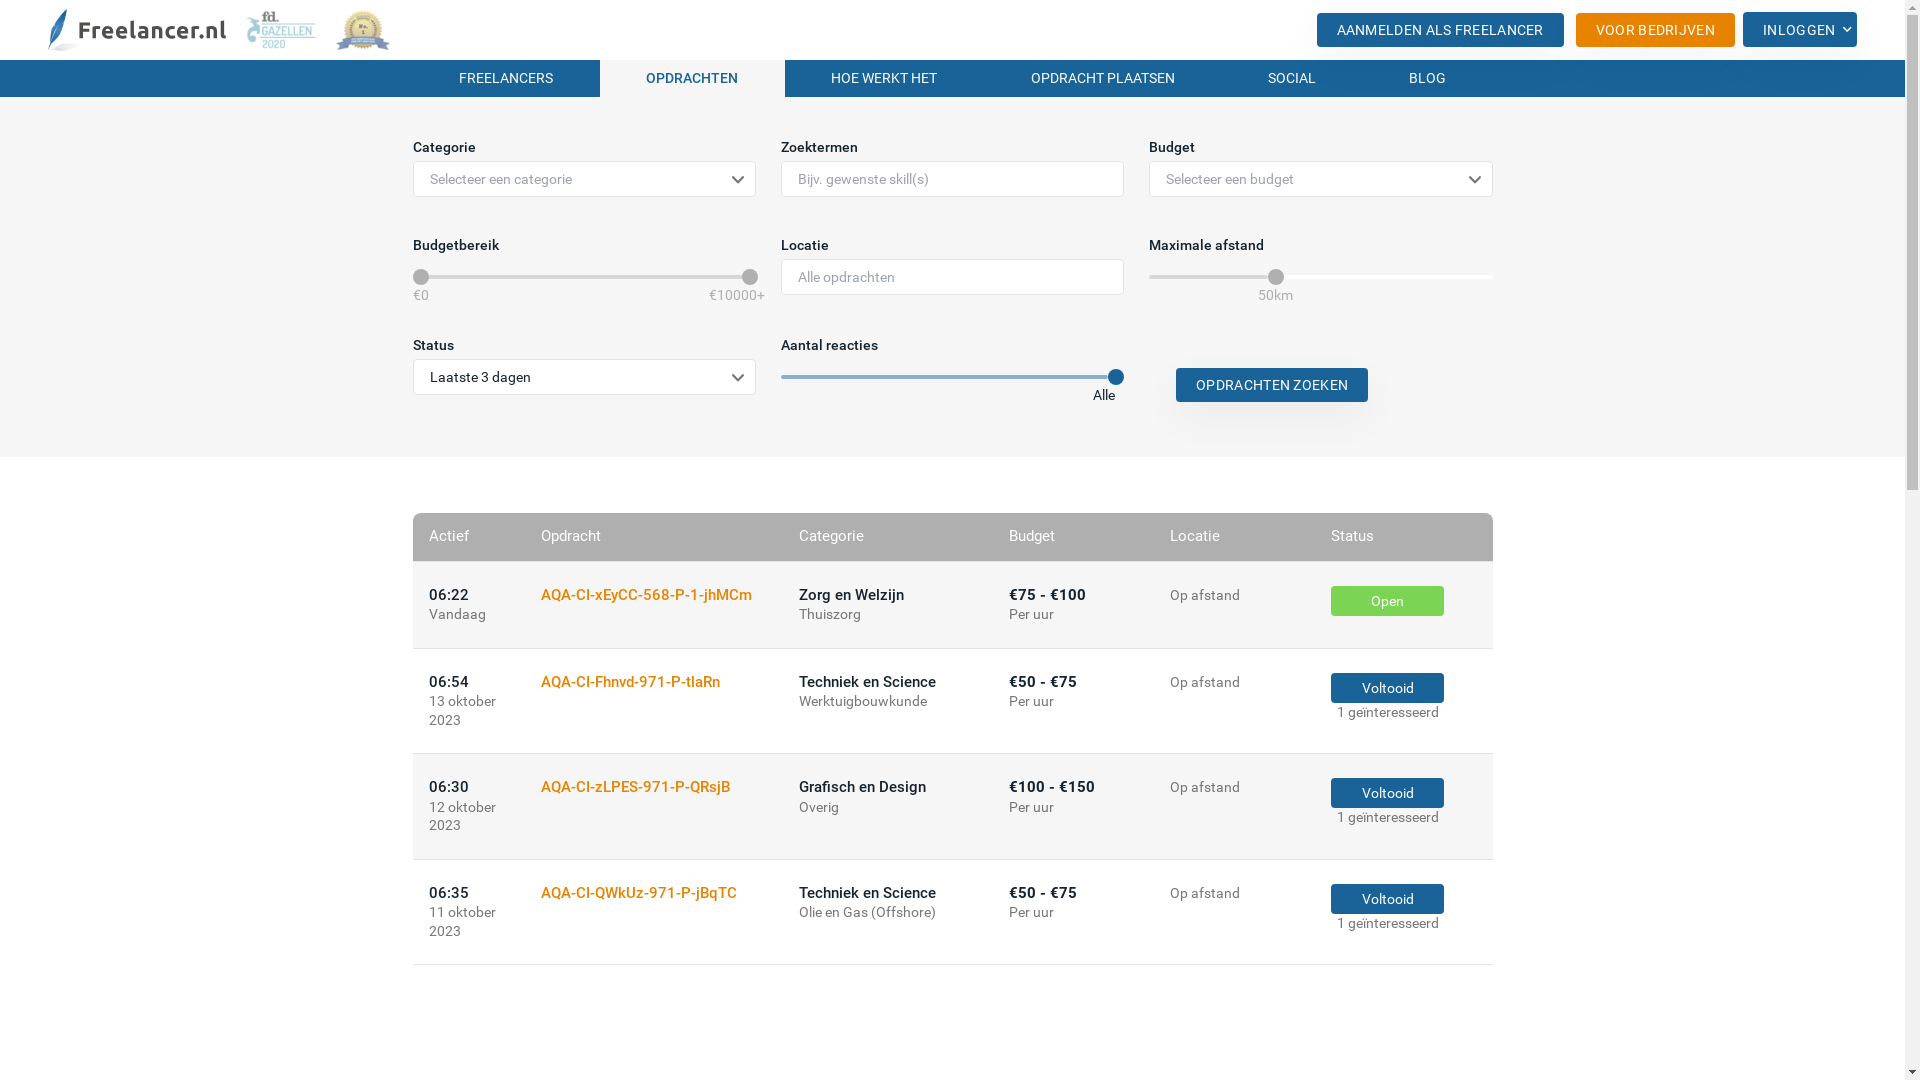 Freelancer.nl
fd.
GAZELLEN
2020
AANMELDEN ALS FREELANCER
VOOR BEDRIJVEN
INLOGGEN
FREELANCERS
OPDRACHTEN
HOE WERKT HET
OPDRACHT PLAATSEN
SOCIAL
BLOG
Categorie
Selecteer een categorie
Zoektermen
Bijv. gewenste skill(s)
Budget
Selecteer een budget
Budgetbereik
€0
€10000+
Locatie
Alle opdrachten
Maximale afstand
50km
Status
Laatste 3 dagen
Aantal reacties
Alle
OPDRACHTEN ZOEKEN
Actief
Opdracht
Categorie
Budget
Locatie
Status
06:22
Vandaag
AQA-CI-xEyCC-568-P-1-jhMCm
Zorg en Welzijn
Thuiszorg
€75 - €100
Per uur
Op afstand
Open
06:54
13 oktober
2023
AQA-CI-Fhnvd-971-P-tlaRn
Techniek en Science
Werktuigbouwkunde
€50 - €75
Per uur
Op afstand
Voltooid
1 geïnteresseerd
06:30
12 oktober
2023
AQA-CI-zLPES-971-P-QRsjB
Grafisch en Design
Overig
€100 - €150
Per uur
Op afstand
Voltooid
1 geïnteresseerd
06:35
11 oktober
2023
AQA-CI-QWkUz-971-P-jBqTC
Techniek en Science
Olie en Gas (Offshore)
€50 - €75
Per uur
Op afstand
Voltooid
1 geïnteresseerd